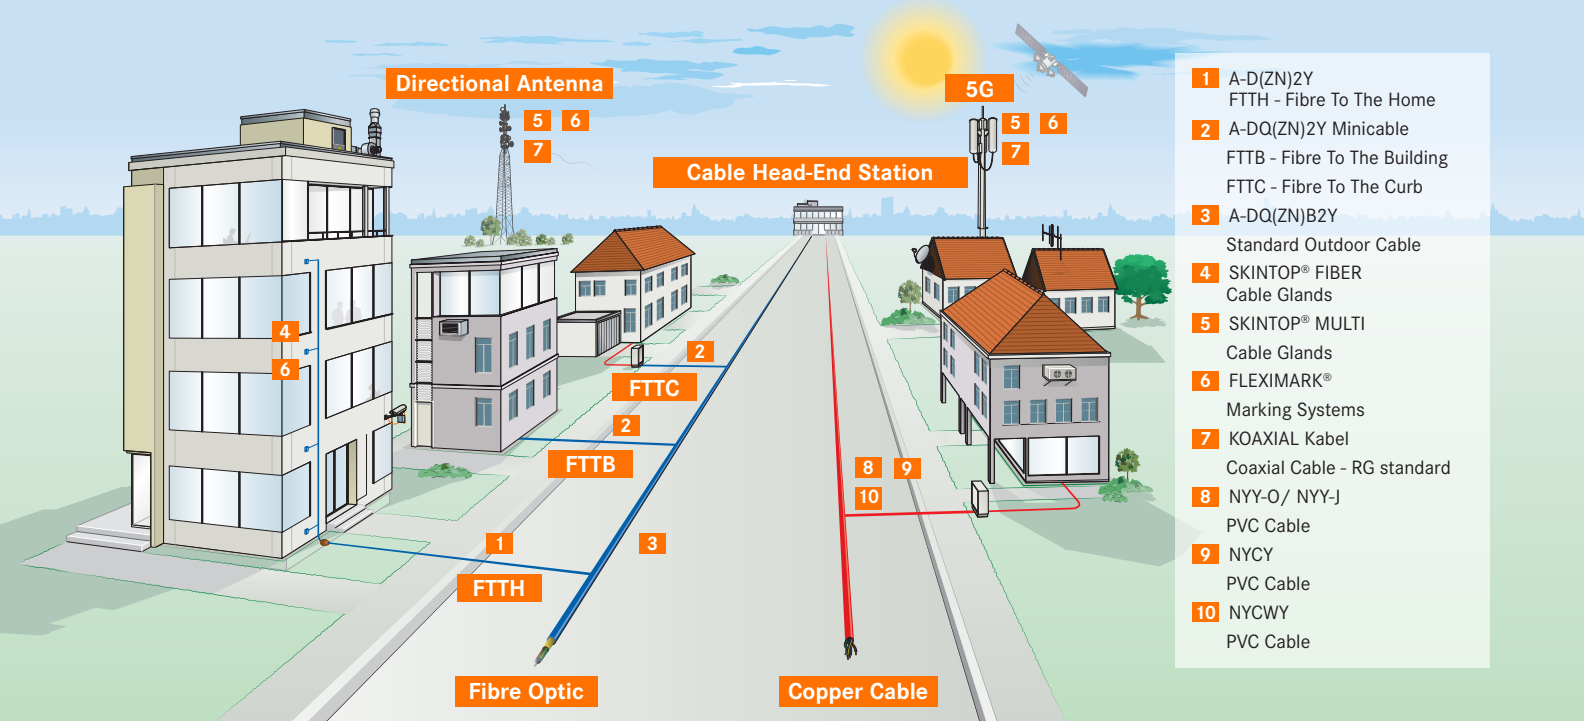 Directional Antenna
5 6
7
5G
5 6
7
Cable Head-End Station
4
6
2
FTTC
2
FTTB
1
3
FTTH
8 9
10
Fibre Optic
Copper Cable
1 A-D(ZN)2Y
FTTH - Fibre To The Home
2 A-DQ(ZN)2Y Minicable
FTTB - Fibre To The Building
FTTC - Fibre To The Curb
3 A-DQ(ZN)B2Y
Standard Outdoor Cable
4 SKINTOP® FIBER
Cable Glands
5 SKINTOP® MULTI
Cable Glands
6 FLEXIMARK®
Marking Systems
7 KOAXIAL Kabel
Coaxial Cable - RG standard
8 NYY-O/ NYY-J
PVC Cable
9 NYCY
PVC Cable
10 NYCWY
PVC Cable